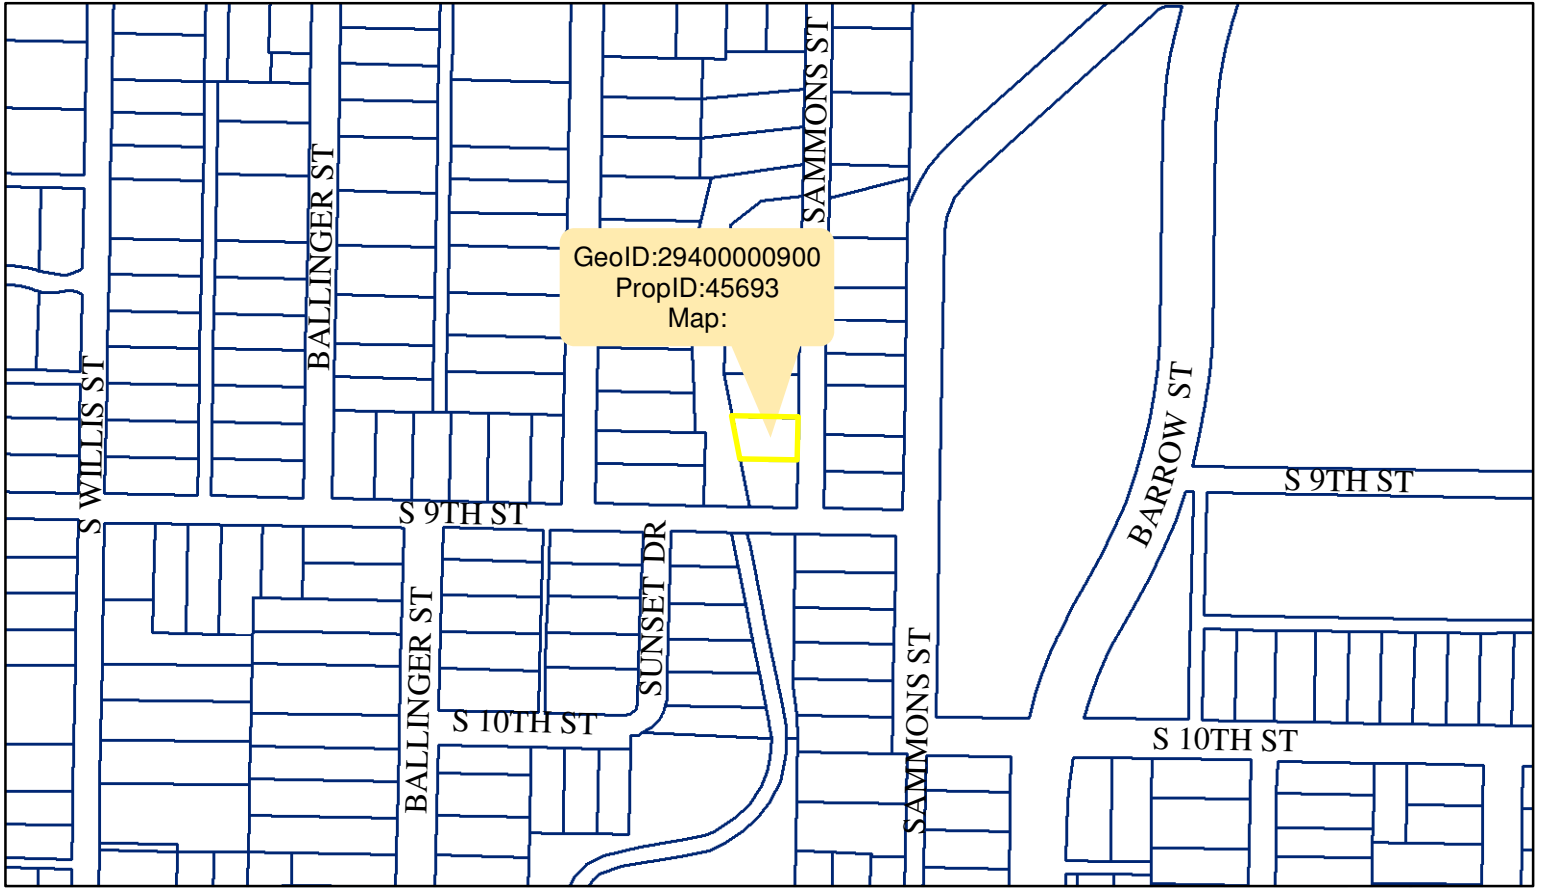 SAMMONS ST
BALLINGER ST
GeoID:29400000900
PropID:45693
Map:
S WILLIS ST
BARROW ST
S 9TH ST
S 9TH ST
SUNSET DR
BALLINGER ST
SAMMONS ST
S 10TH ST
S 10TH ST